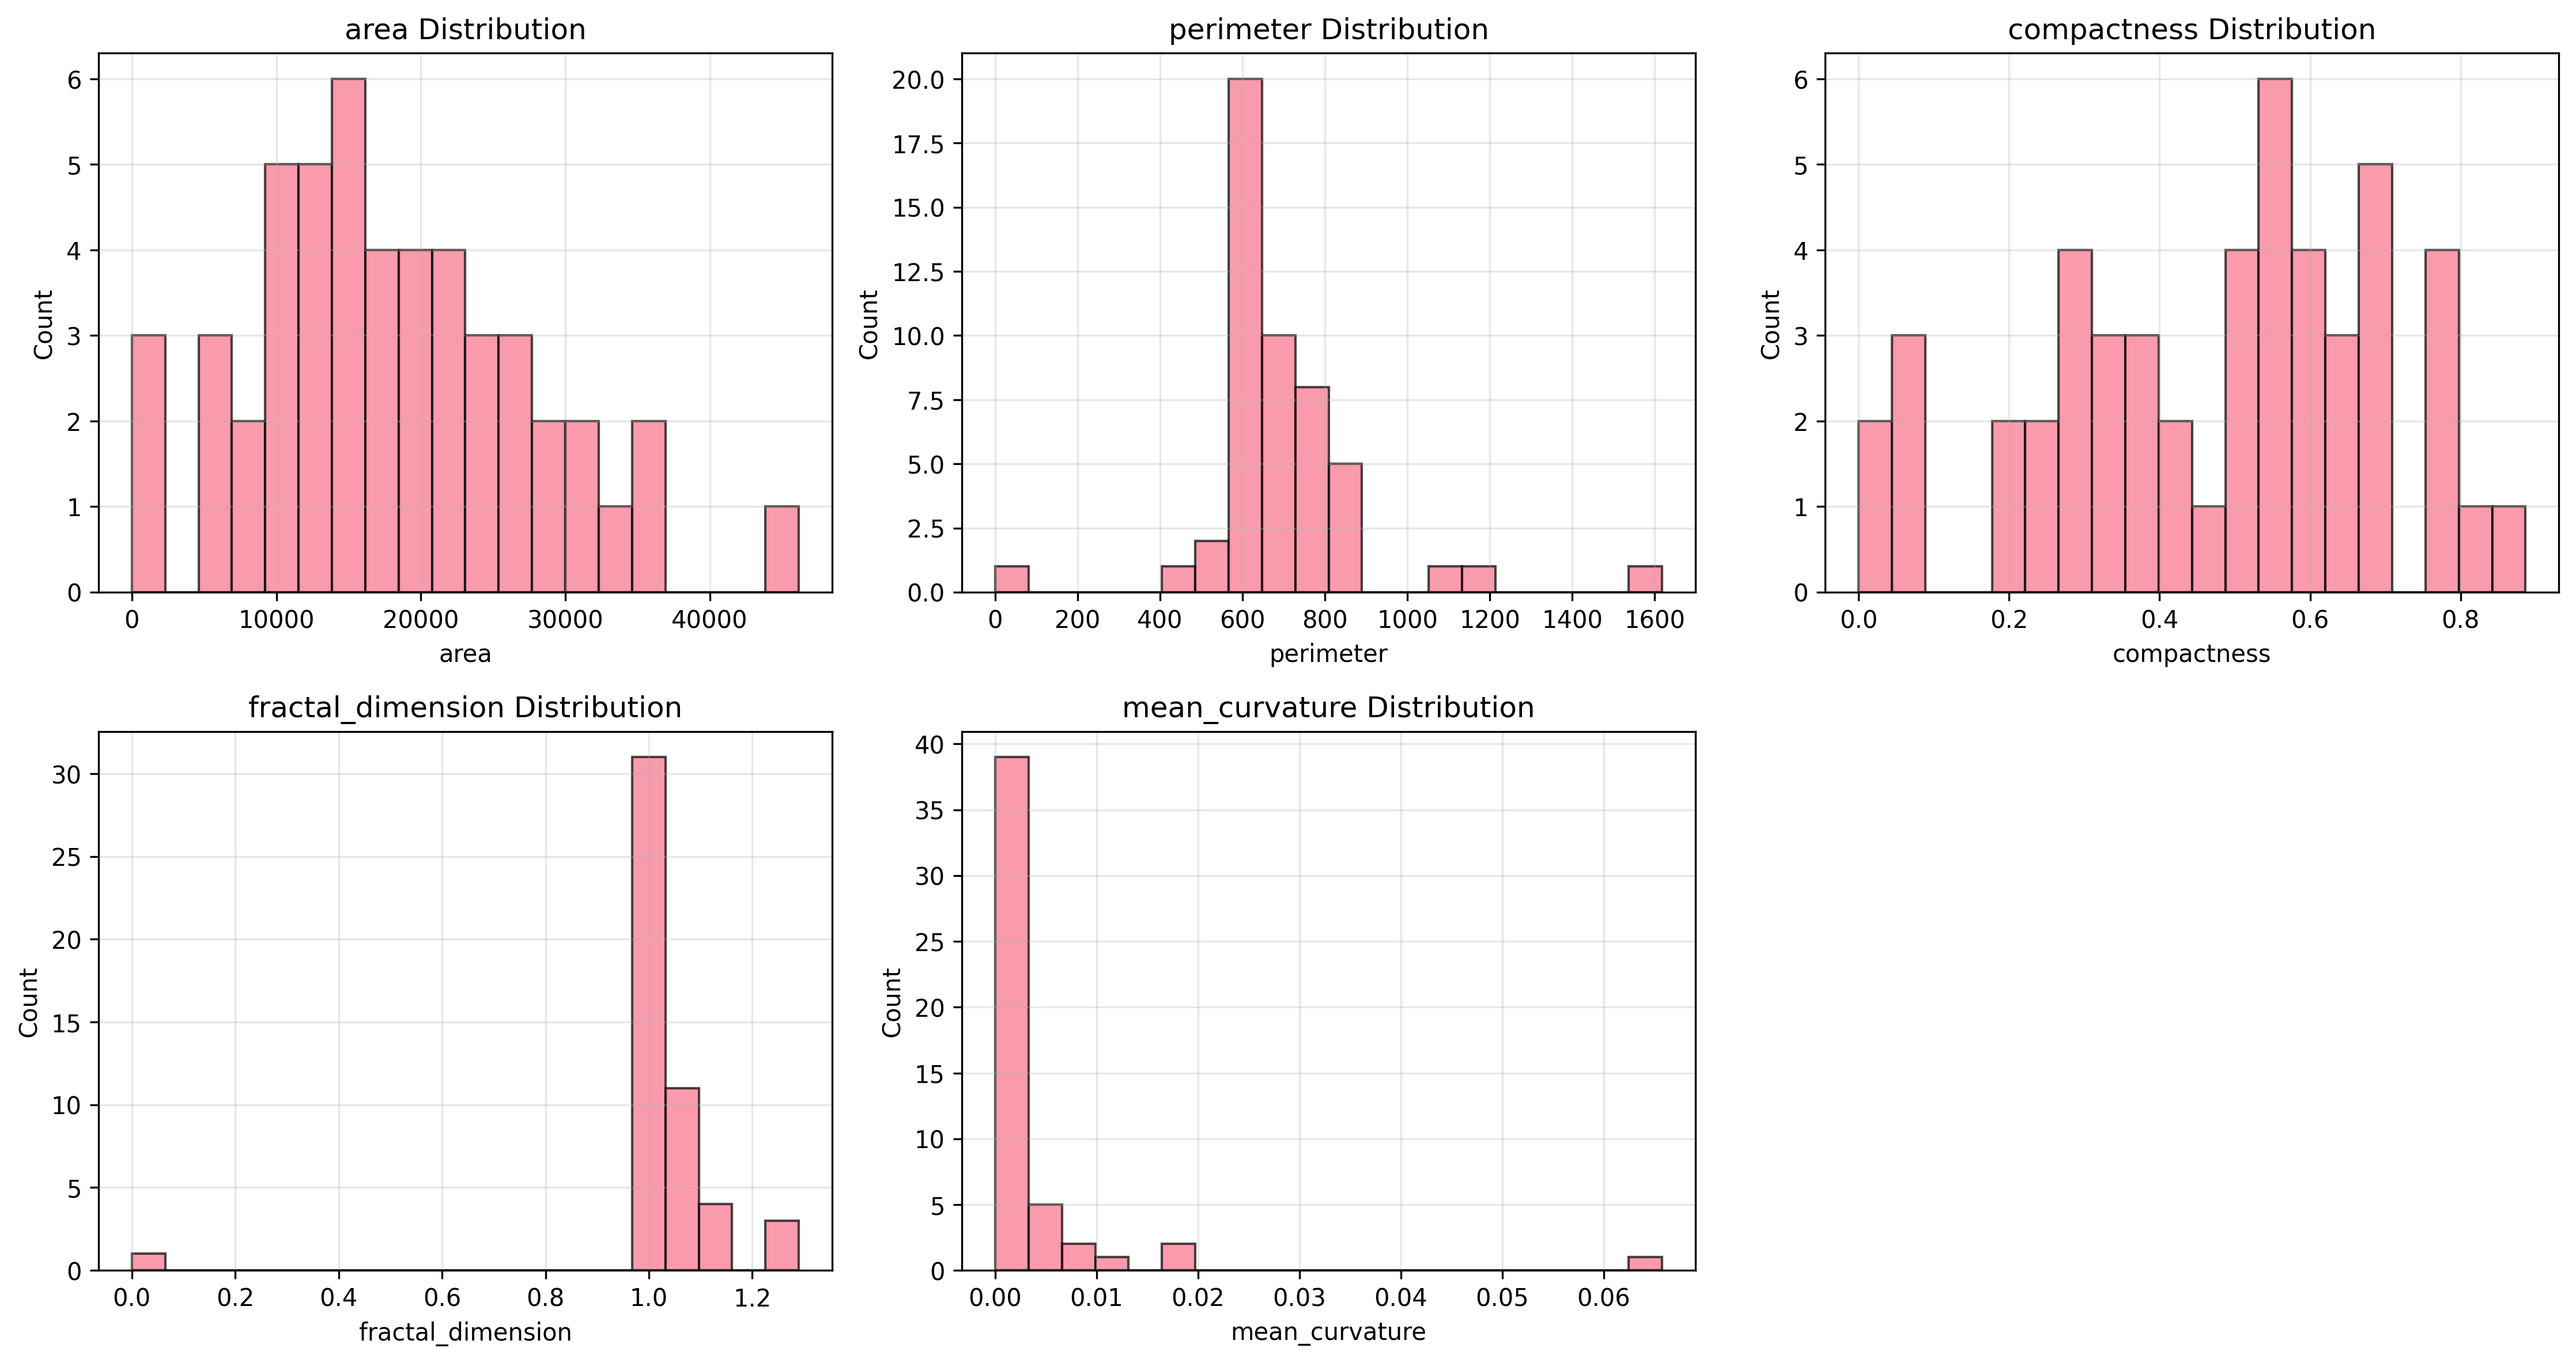 area Distribution
Count
6
5
4
3
2
1
0
0 10000 20000 30000 40000
area
perimeter Distribution
Count
20.0
17.5
15.0
12.5
10.0
7.5
5.0
2.5
0.0
0 200 400 600 800 1000 1200 1400 1600
perimeter
compactness Distribution
Count
6
5
4
3
2
1
0
0.0 0.2 0.4 0.6 0.8
compactness
fractal_dimension Distribution
Count
30
25
20
15
10
5
0
0.0 0.2 0.4 0.6 0.8 1.0 1.2
fractal_dimension
mean_curvature Distribution
Count
40
35
30
25
20
15
10
5
0
0.00 0.01 0.02 0.03 0.04 0.05 0.06
mean_curvature